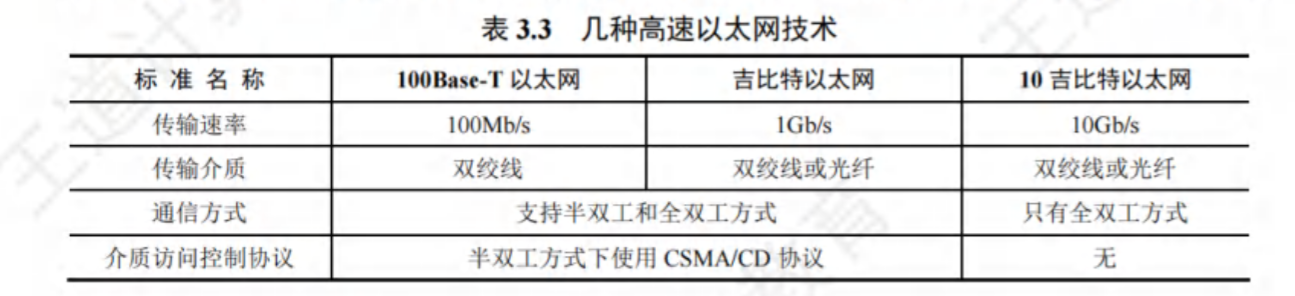 表 3.3 几种高速以太网技术
标 准 名 称 100Base-T 以太网 吉比特以太网 10 吉比特以太网
传输速率 100Mb/s 1Gb/s 10Gb/s
传输介质 双绞线 双绞线或光纤 双绞线或光纤
通信方式 支持半双工和全双工方式 只有全双工方式
介质访问控制协议 半双工方式下使用 CSMA/CD 协议 无